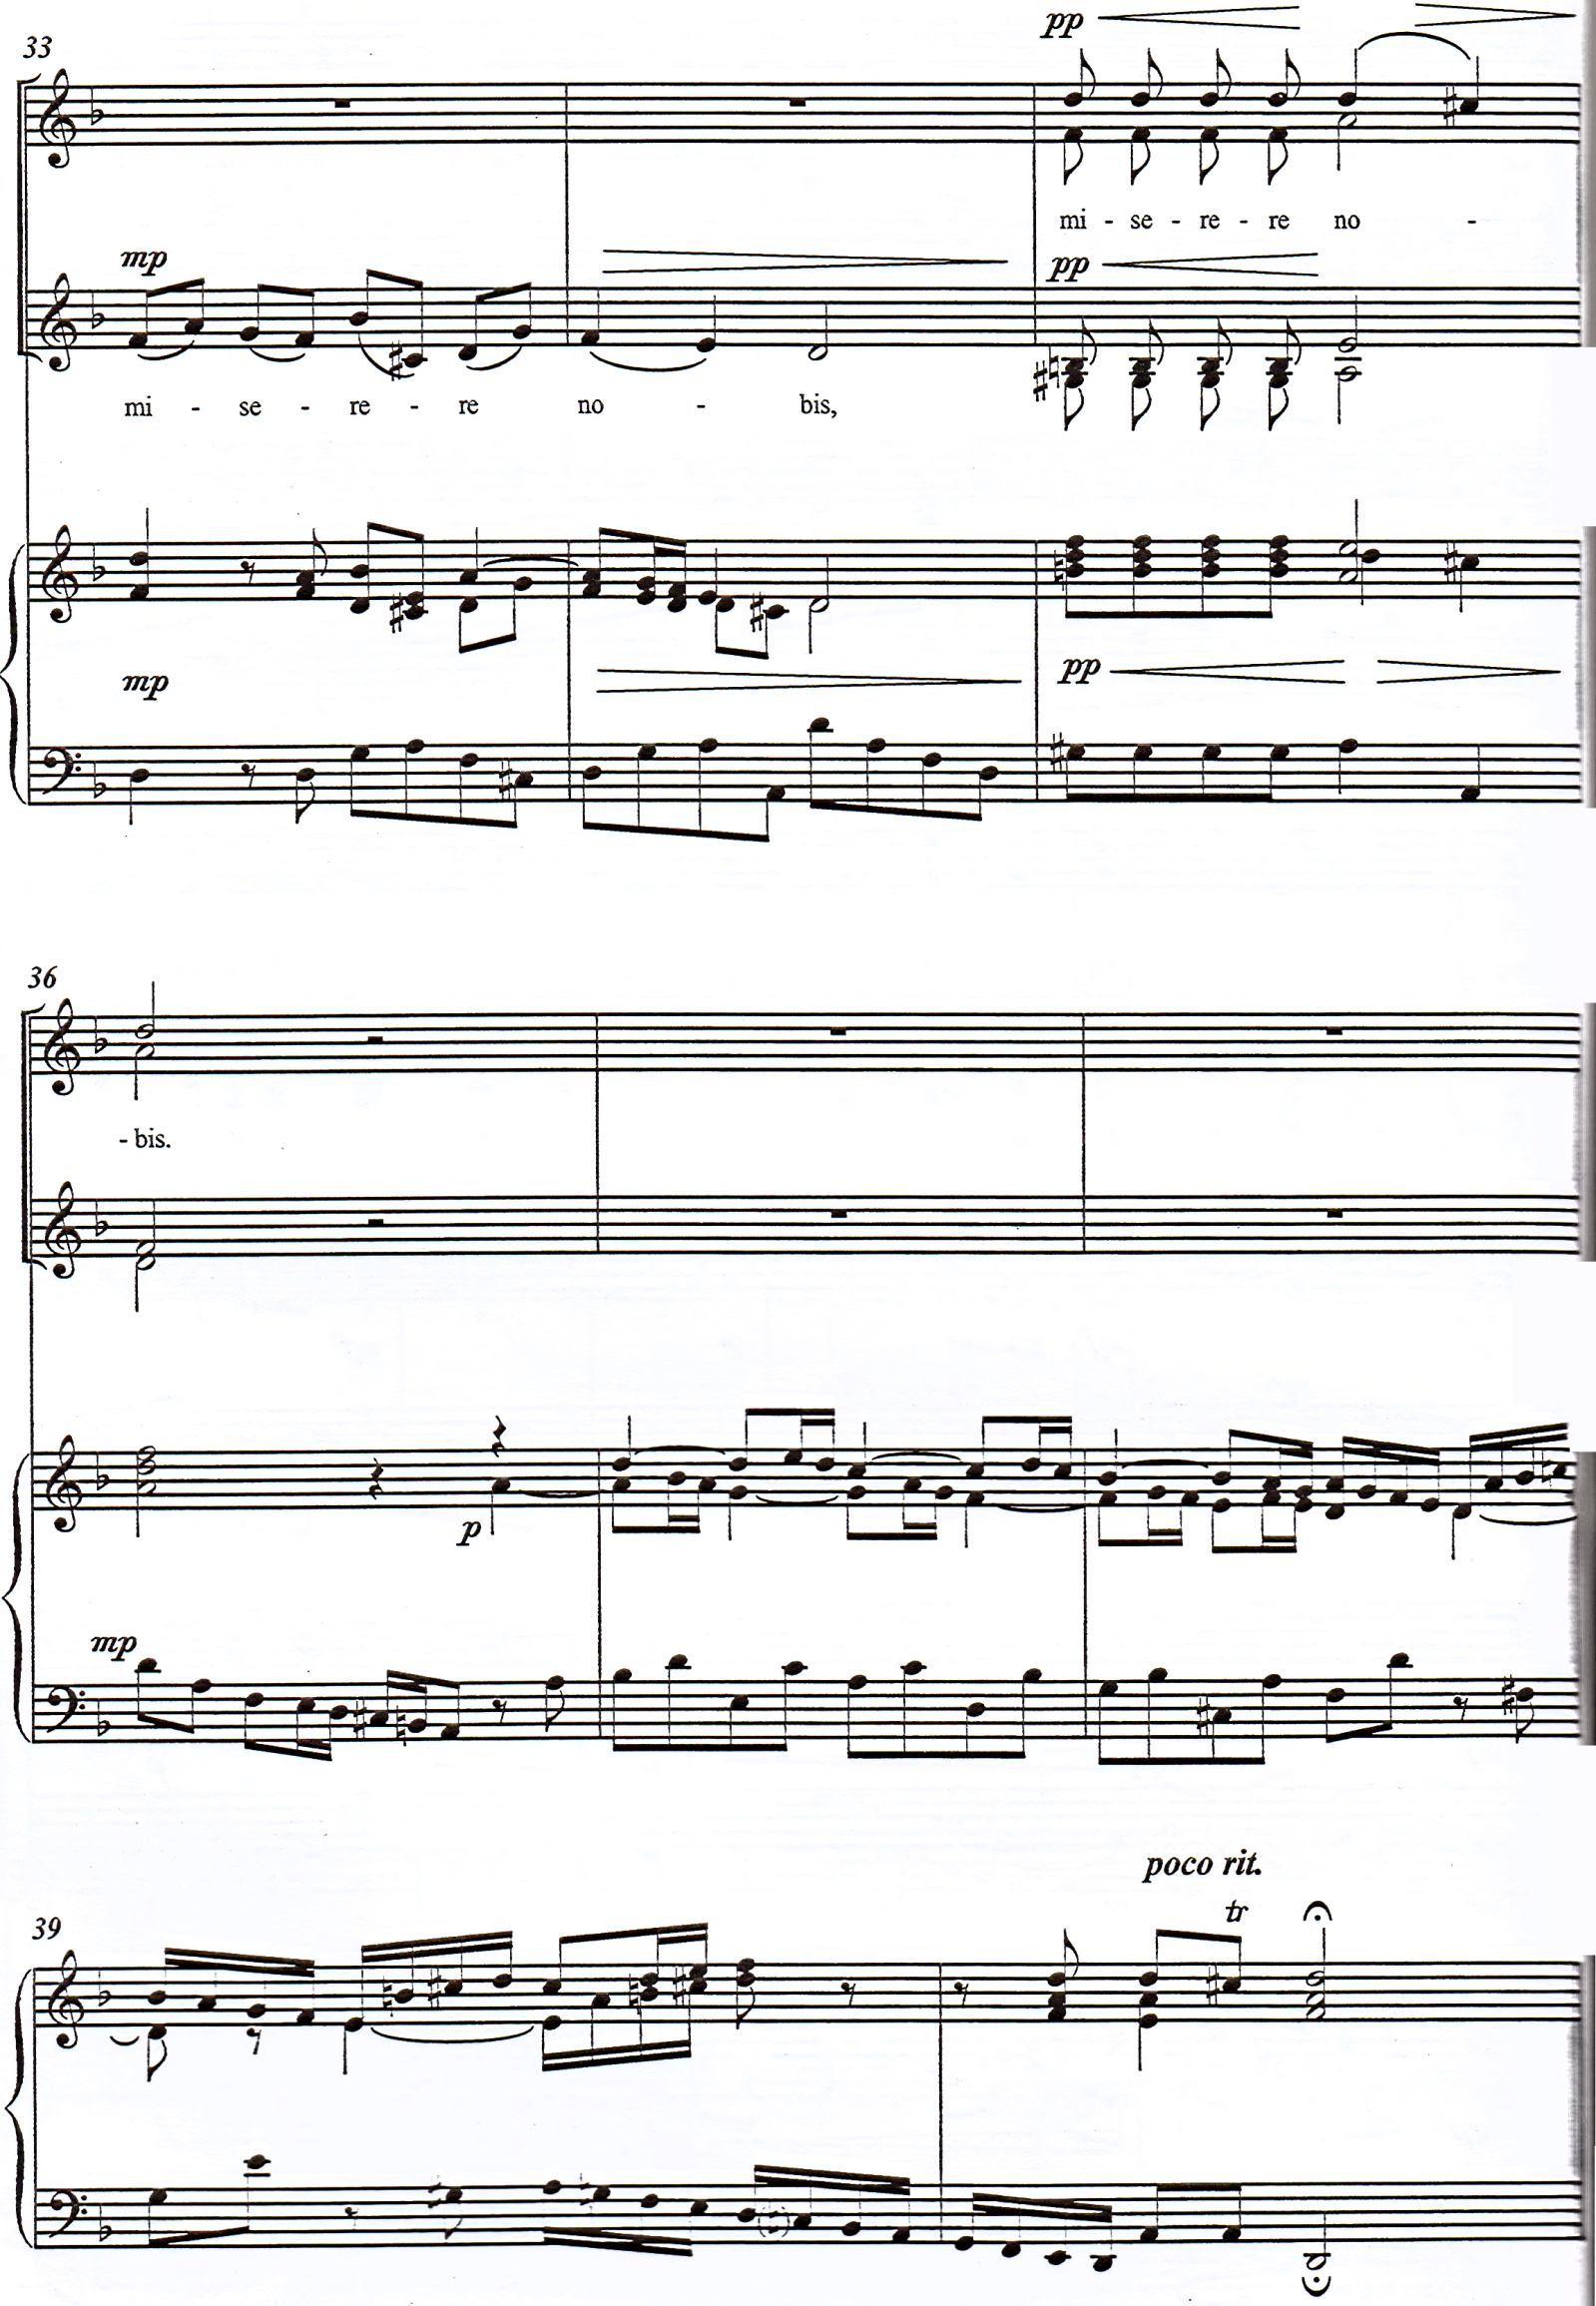 33
pp
mi - se - re - re no -
mp
pp
mi - se - re - re no - bis,
mp
pp
36
- bis.
p
mp
poco rit.
39
tr